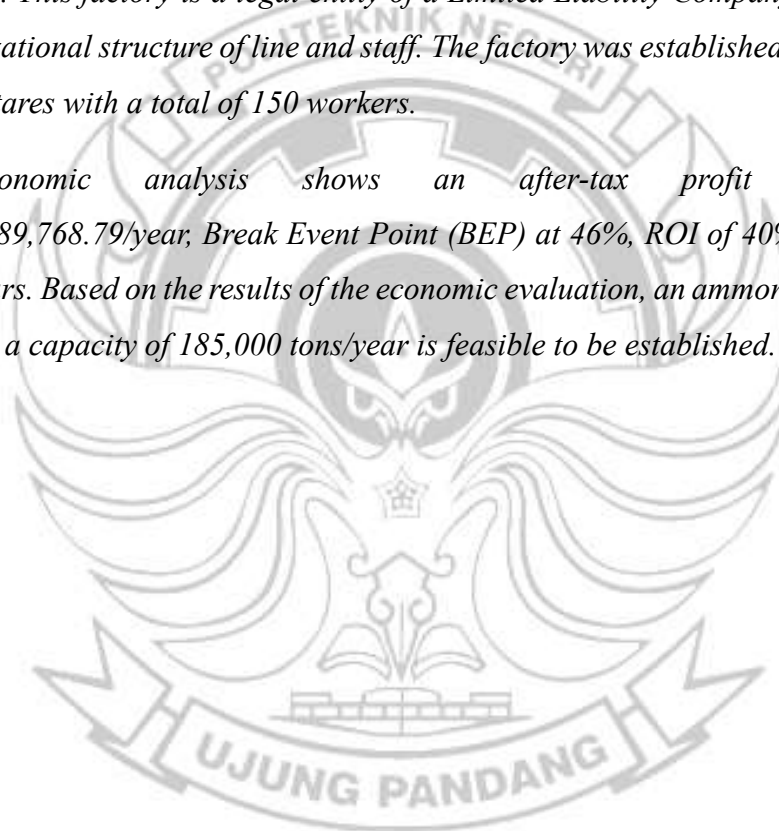 . This factory is a legal entity of a Limited Liability Company
ational structure of line and staff. The factory was established
tares with a total of 150 workers.
onomic analysis shows an after-tax profit
89,768.79/year, Break Event Point (BEP) at 46%, ROI of 40%
rs. Based on the results of the economic evaluation, an ammon
a capacity of 185,000 tons/year is feasible to be established.
POLITEKNIK NEGERI
UJUNG PANDANG